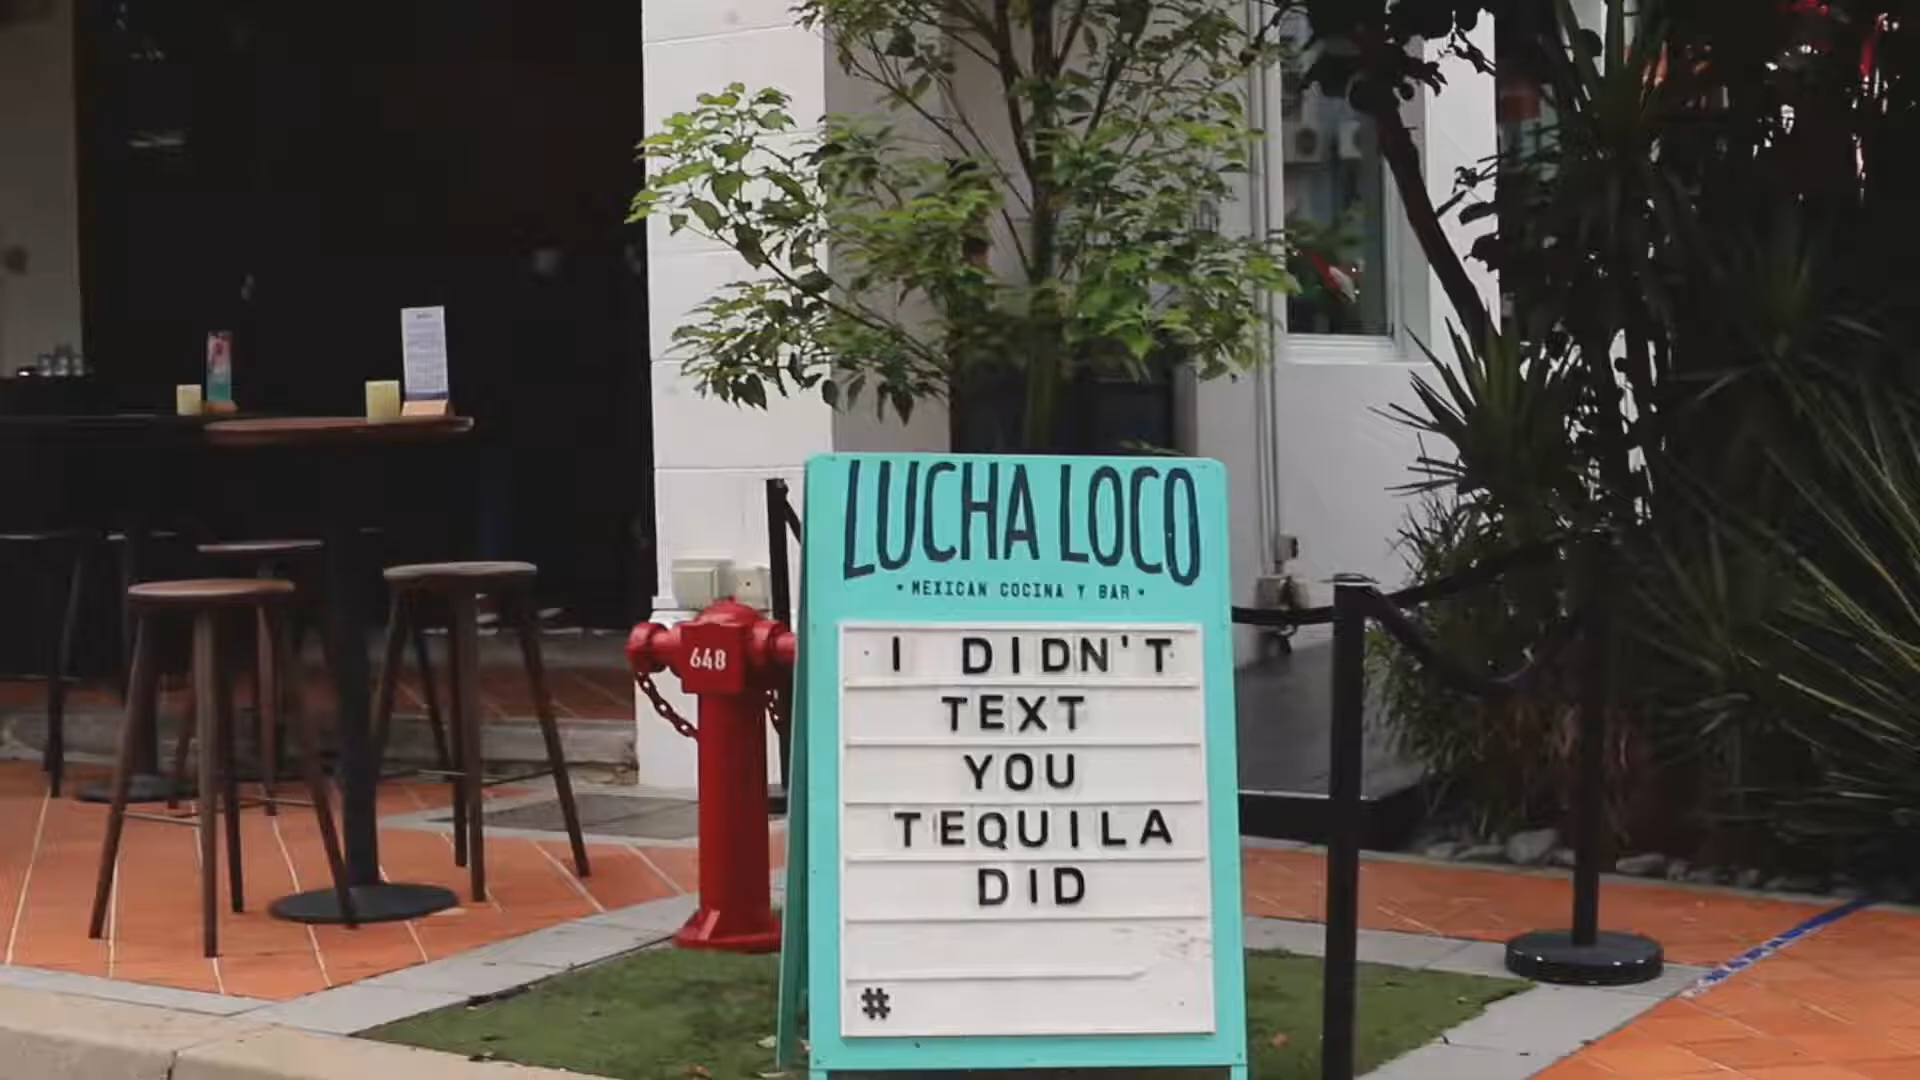 LUCHA LOCO
• MEXICAN COCINA Y BAR •
I DIDN'T
TEXT
YOU
TEQUILA
DID
#
648